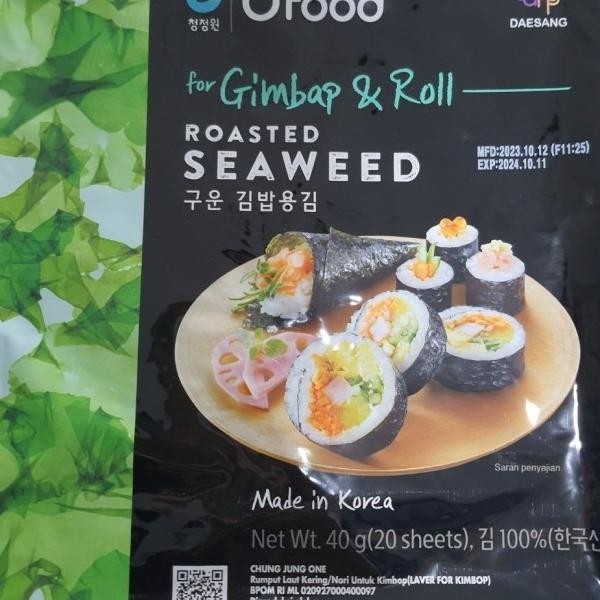 청정원
O'food
DAESANG
for Gimbap & Roll
ROASTED
SEAWEED
구운 김밥용김
MFD:2023.10.12 (F11:25)
EXP:2024.10.11
Saran penyajian
Made in Korea
Net Wt. 40 g(20 sheets), 김 100%(한국산
CHUNG JUNG ONE
Rumput Laut Kering/Nori Untuk Kimbop(LAVER FOR KIMBOP)
BPOM RI ML 020927000400097